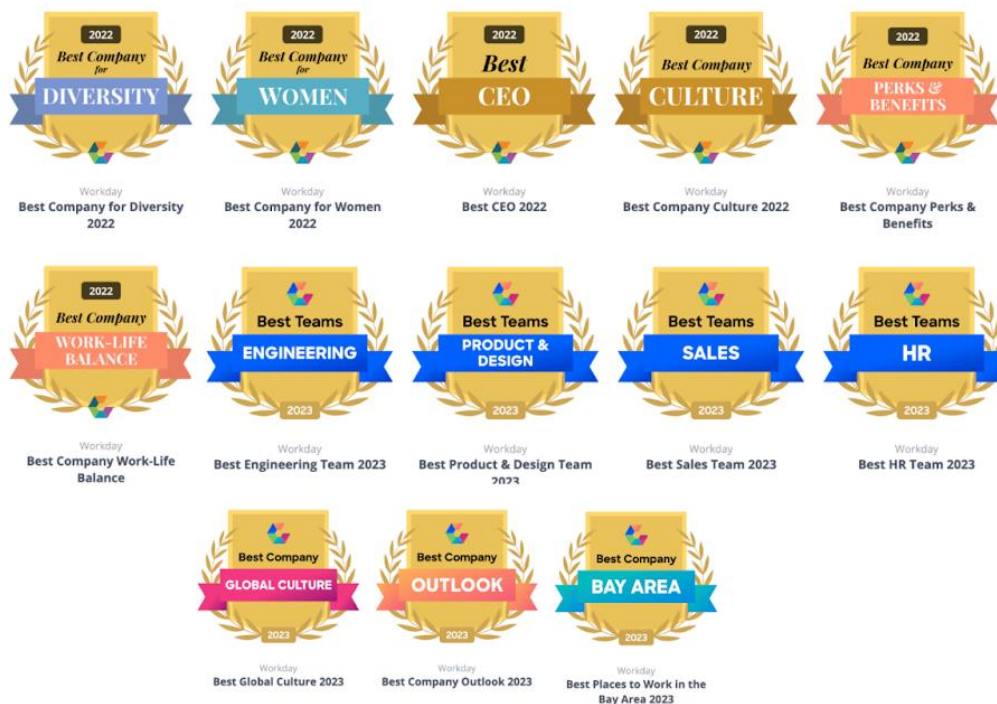 2022
Best Company
for
DIVERSITY
Workday
Best Company for Diversity
2022
2022
Best Company
for
WOMEN
Workday
Best Company for Women
2022
2022
Best
CEO
Workday
Best CEO 2022
2022
Best Company
CULTURE
Workday
Best Company Culture 2022
2022
Best Company
PERKS &
BENEFITS
Workday
Best Company Perks &
Benefits
2022
Best Company
WORK-LIFE
BALANCE
Workday
Best Company Work-Life
Balance
Best Teams
ENGINEERING
2023
Workday
Best Engineering Team 2023
Best Teams
PRODUCT &
DESIGN
2023
Workday
Best Product & Design Team
2023
Best Teams
SALES
2023
Workday
Best Sales Team 2023
Best Teams
HR
2023
Workday
Best HR Team 2023
Best Company
GLOBAL CULTURE
2023
Workday
Best Global Culture 2023
Best Company
OUTLOOK
2023
Workday
Best Company Outlook 2023
Best Company
BAY AREA
2023
Workday
Best Places to Work in the
Bay Area 2023